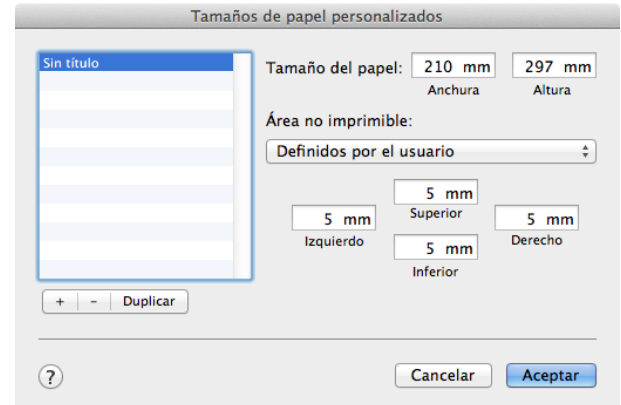 Tamaños de papel personalizados
Sin título
Tamaño del papel: 210 mm 297 mm
Anchura Altura
Área no imprimible:
Definidos por el usuario
5 mm
Superior
5 mm 5 mm
Izquierdo Derecho
5 mm
Inferior
+ - Duplicar
? Cancelar Aceptar